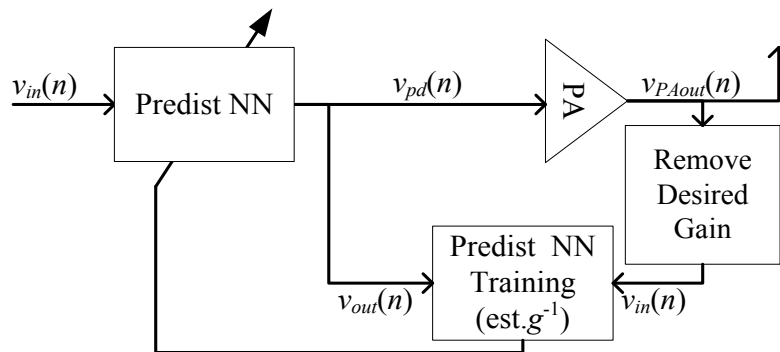 v_in(n)
Predist NN
v_pd(n)
PA
v_PAout(n)
Remove
Desired
Gain
Predist NN
Training
(est.g^-1)
v_out(n)
v_in(n)